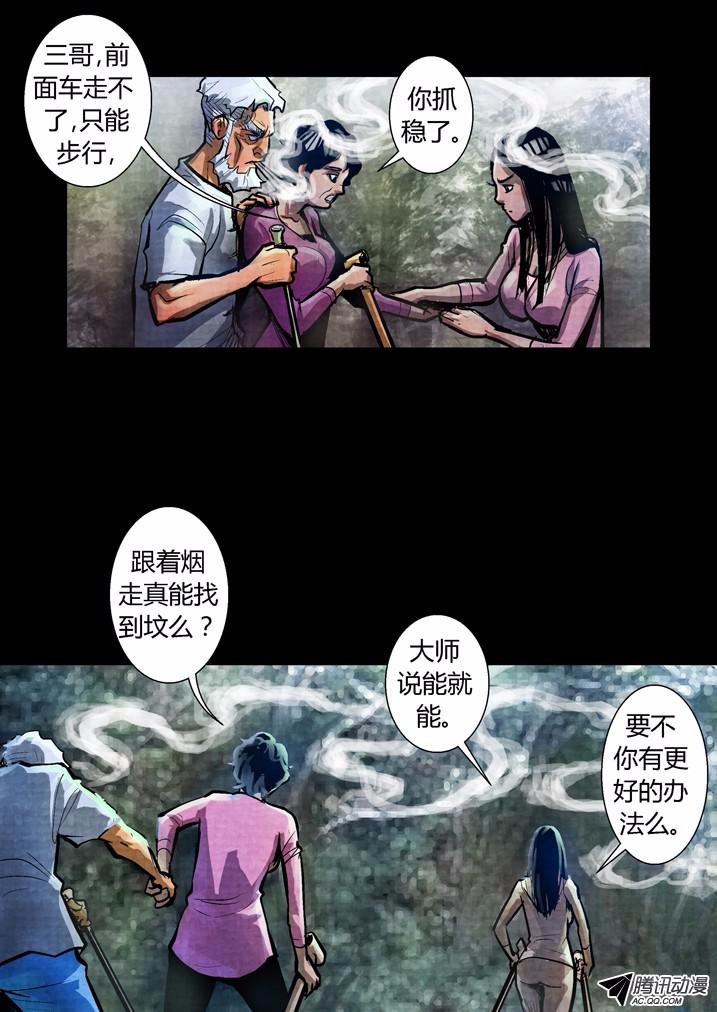 三哥,前
面车走不
了,只能
步行,
你抓
稳了。
跟着烟
走真能找
到坟么？
大师
说能就
能。
要不
你有更
好的办
法么。
腾讯动漫
AC.QQ.COM